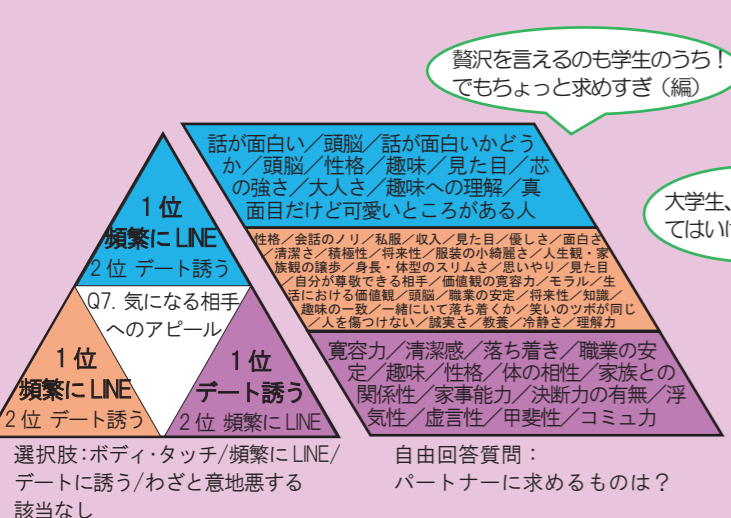 贅沢を言えるのも学生のうち！
でもちょっと求めすぎ（編）
大学生、
てはいけ
話が面白い／頭脳／話が面白いかどう
か／頭脳／性格／趣味／見た目／芯
の強さ／大人さ／趣味への理解／真
面目だけど可愛いところがある人
1位
頻繁に LINE
2位 デート誘う
性格／会話のノリ／私服／収入／見た目／優しさ／面白さ
／清潔さ／積極性／将来性／服装の小綺麗さ／人生観・家
族観の譲歩／身長・体型のスリムさ／思いやり／見た目
／自分が尊敬できる相手／価値観の寛容力／モラル／生
活における価値観／頭脳／職業の安定／将来性／知識／
趣味の一致／一緒にいて落ち着くか／笑いのツボが同じ
／人を傷つけない／誠実さ／教養／冷静さ／理解力
Q7. 気になる相手
へのアピール
1位
頻繁に LINE
2位 デート誘う
1位
デート誘う
2位 頻繁に LINE
寛容力／清潔感／落ち着き／職業の安
定／趣味／性格／体の相性／家族との
関係性／家事能力／決断力の有無／浮
気性／虚言性／甲斐性／コミュ力
選択肢：ボディ・タッチ/頻繁に LINE/
デートに誘う/わざと意地悪する
該当なし
自由回答質問：
パートナーに求めるものは？